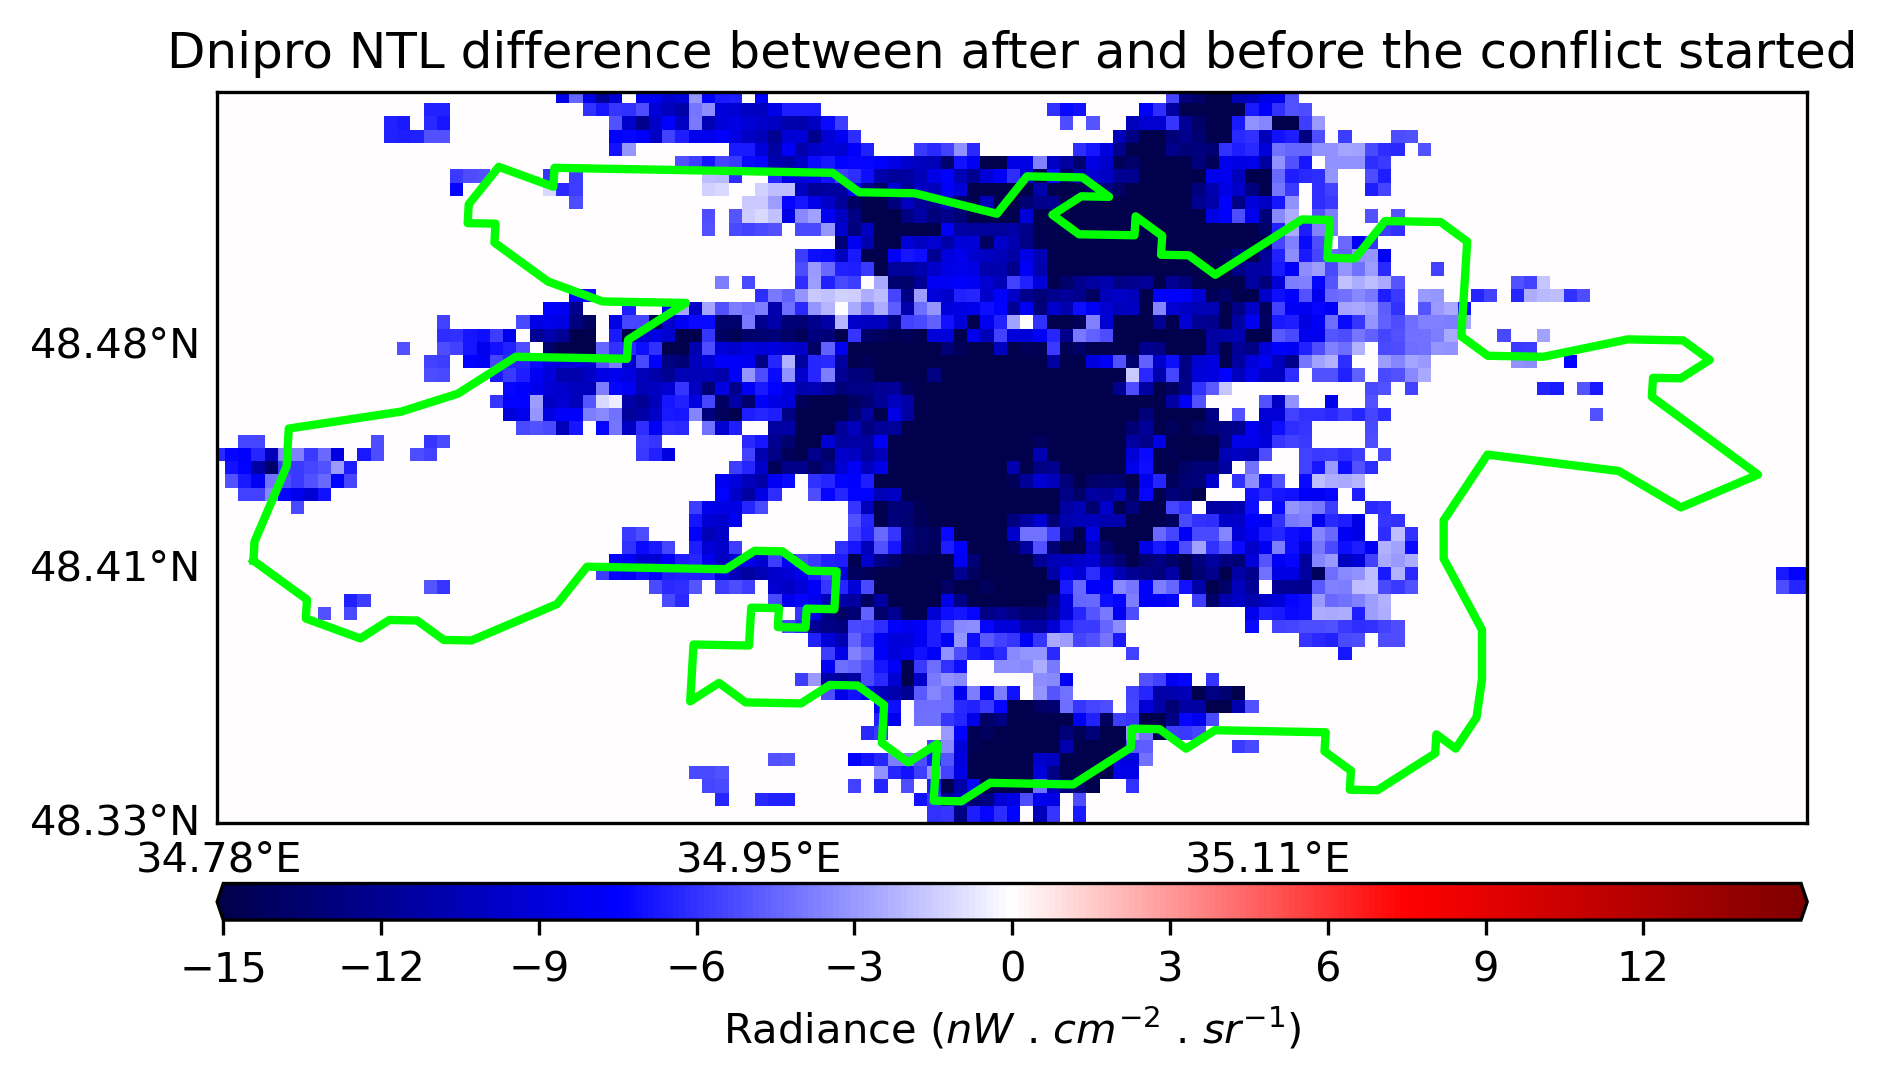 Dnipro NTL difference between after and before the conflict started
48.48°N
48.41°N
48.33°N
34.78°E 34.95°E 35.11°E
−15 −12 −9 −6 −3 0 3 6 9 12
Radiance (nW . cm⁻² . sr⁻¹)